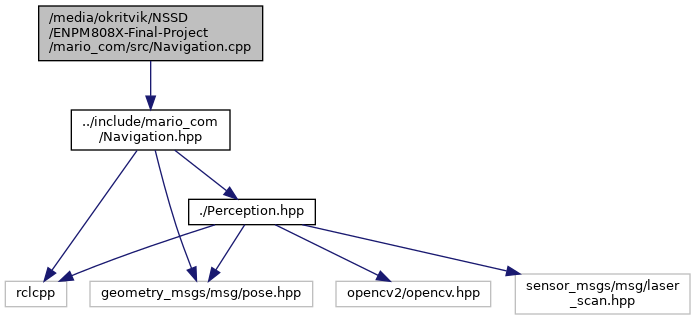 /media/okritvik/NSSD
/ENPM808X-Final-Project
/mario_com/src/Navigation.cpp
../include/mario_com
/Navigation.hpp
./Perception.hpp
rclcpp
geometry_msgs/msg/pose.hpp
opencv2/opencv.hpp
sensor_msgs/msg/laser
_scan.hpp